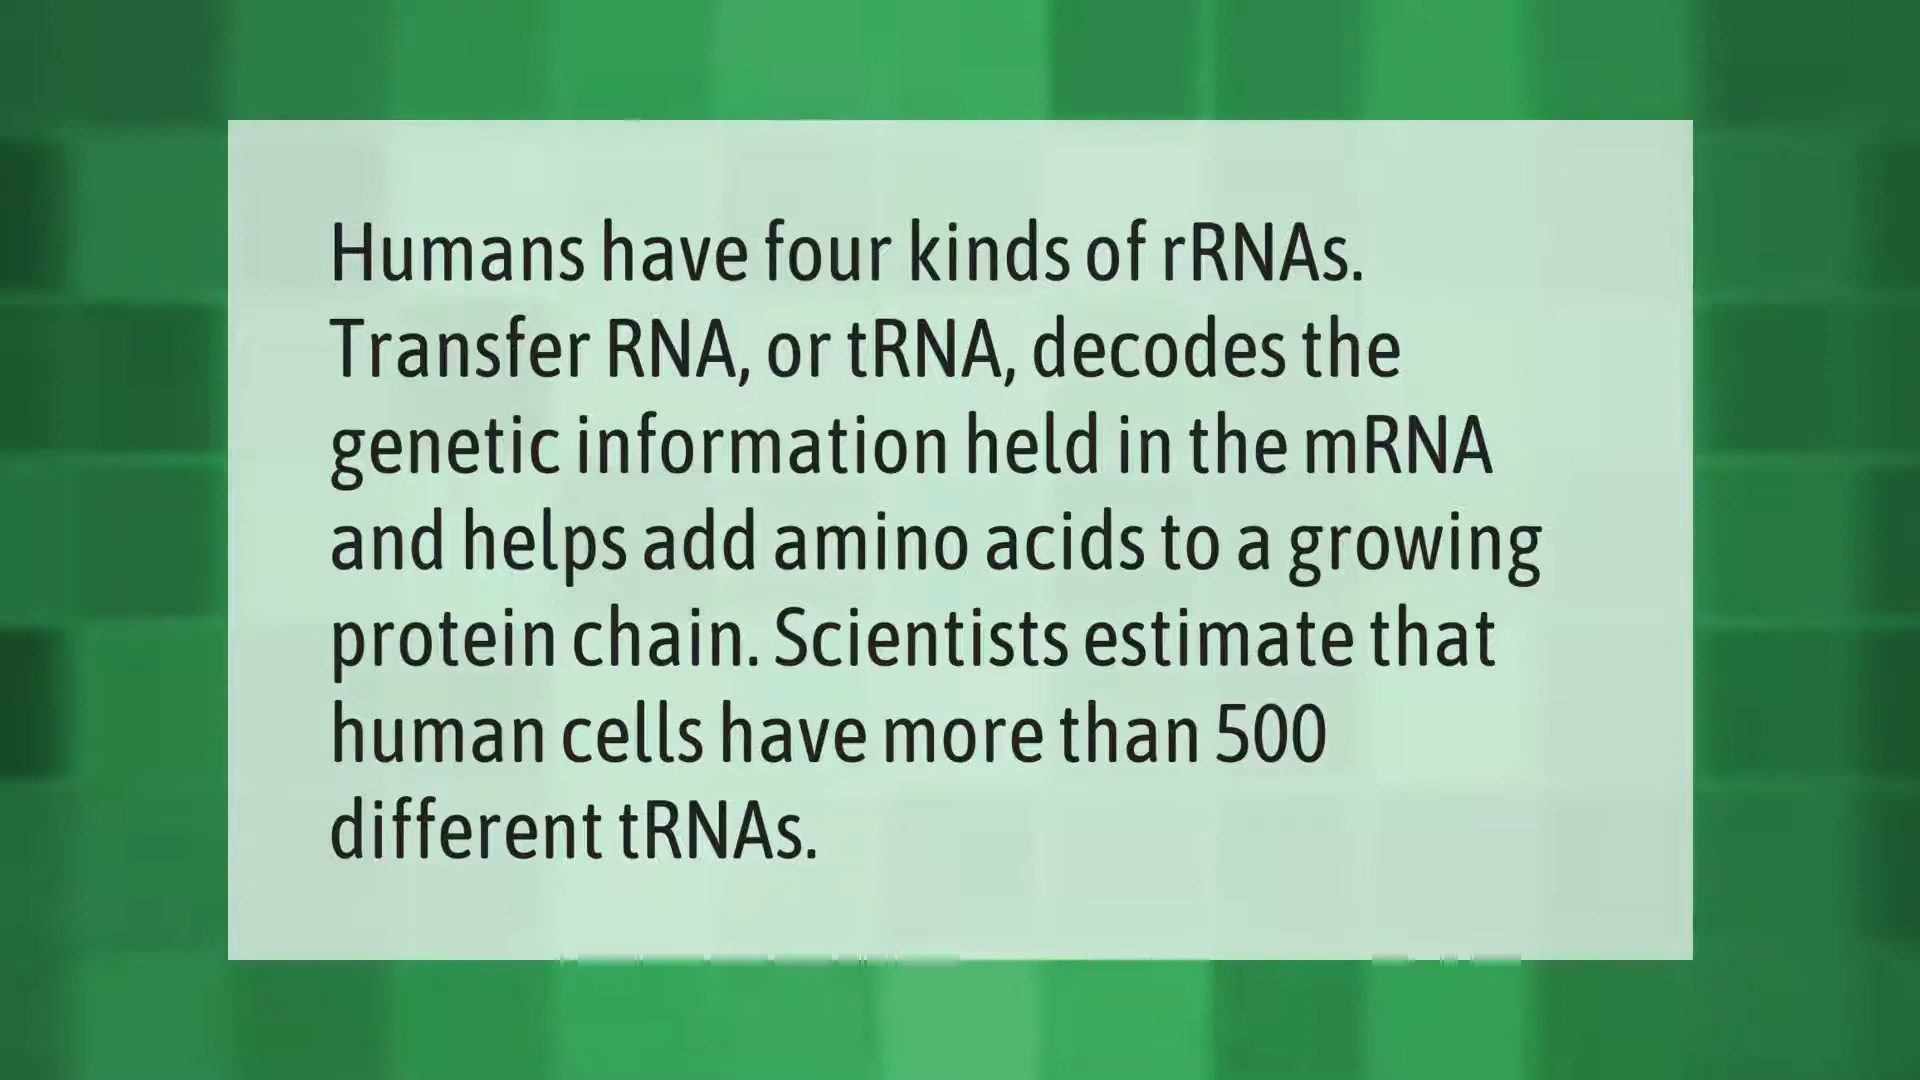 Humans have four kinds of rRNAs.
Transfer RNA, or tRNA, decodes the
genetic information held in the mRNA
and helps add amino acids to a growing
protein chain. Scientists estimate that
human cells have more than 500
different tRNAs.